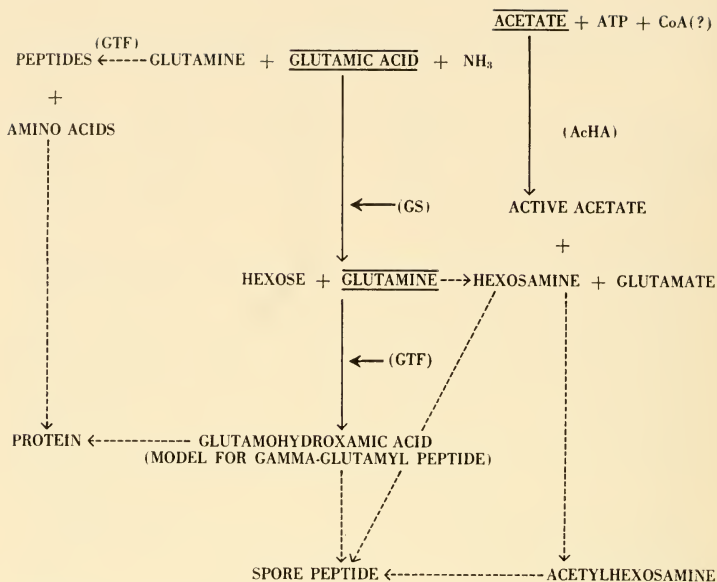 ACETATE + ATP + CoA(?)
(GTF)
PEPTIDES GLUTAMINE + GLUTAMIC ACID + NH₃
+
AMINO ACIDS
(AcHA)
(GS)
ACTIVE ACETATE
+
HEXOSE + GLUTAMINE HEXOSAMINE + GLUTAMATE
(GTF)
PROTEIN GLUTAMOHYDROXAMIC ACID
(MODEL FOR GAMMA-GLUTAMYL PEPTIDE)
SPORE PEPTIDE ACETYLHEXOSAMINE